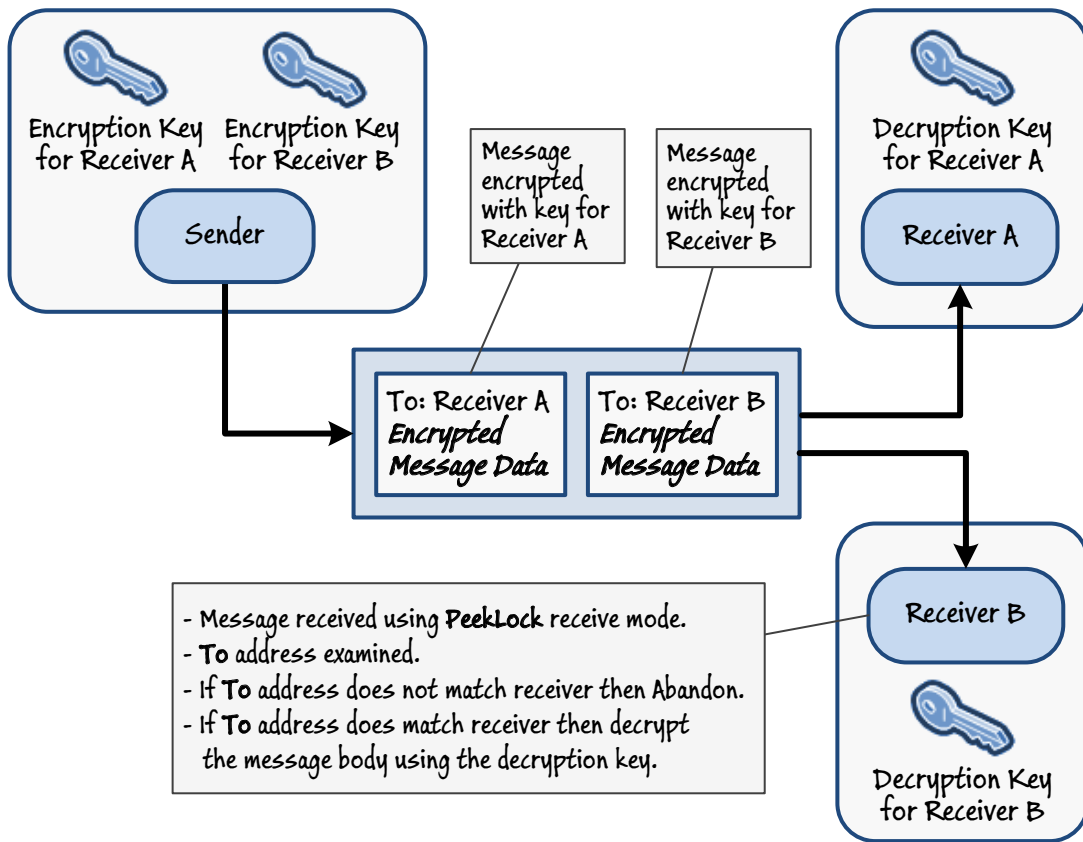 Encryption Key
for Receiver A
Encryption Key
for Receiver B
Sender
Message
encrypted
with key for
Receiver A
Message
encrypted
with key for
Receiver B
Decryption Key
for Receiver A
Receiver A
To: Receiver A
Encrypted
Message Data
To: Receiver B
Encrypted
Message Data
- Message received using PeekLock receive mode.
- To address examined.
- If To address does not match receiver then Abandon.
- If To address does match receiver then decrypt
the message body using the decryption key.
Receiver B
Decryption Key
for Receiver B